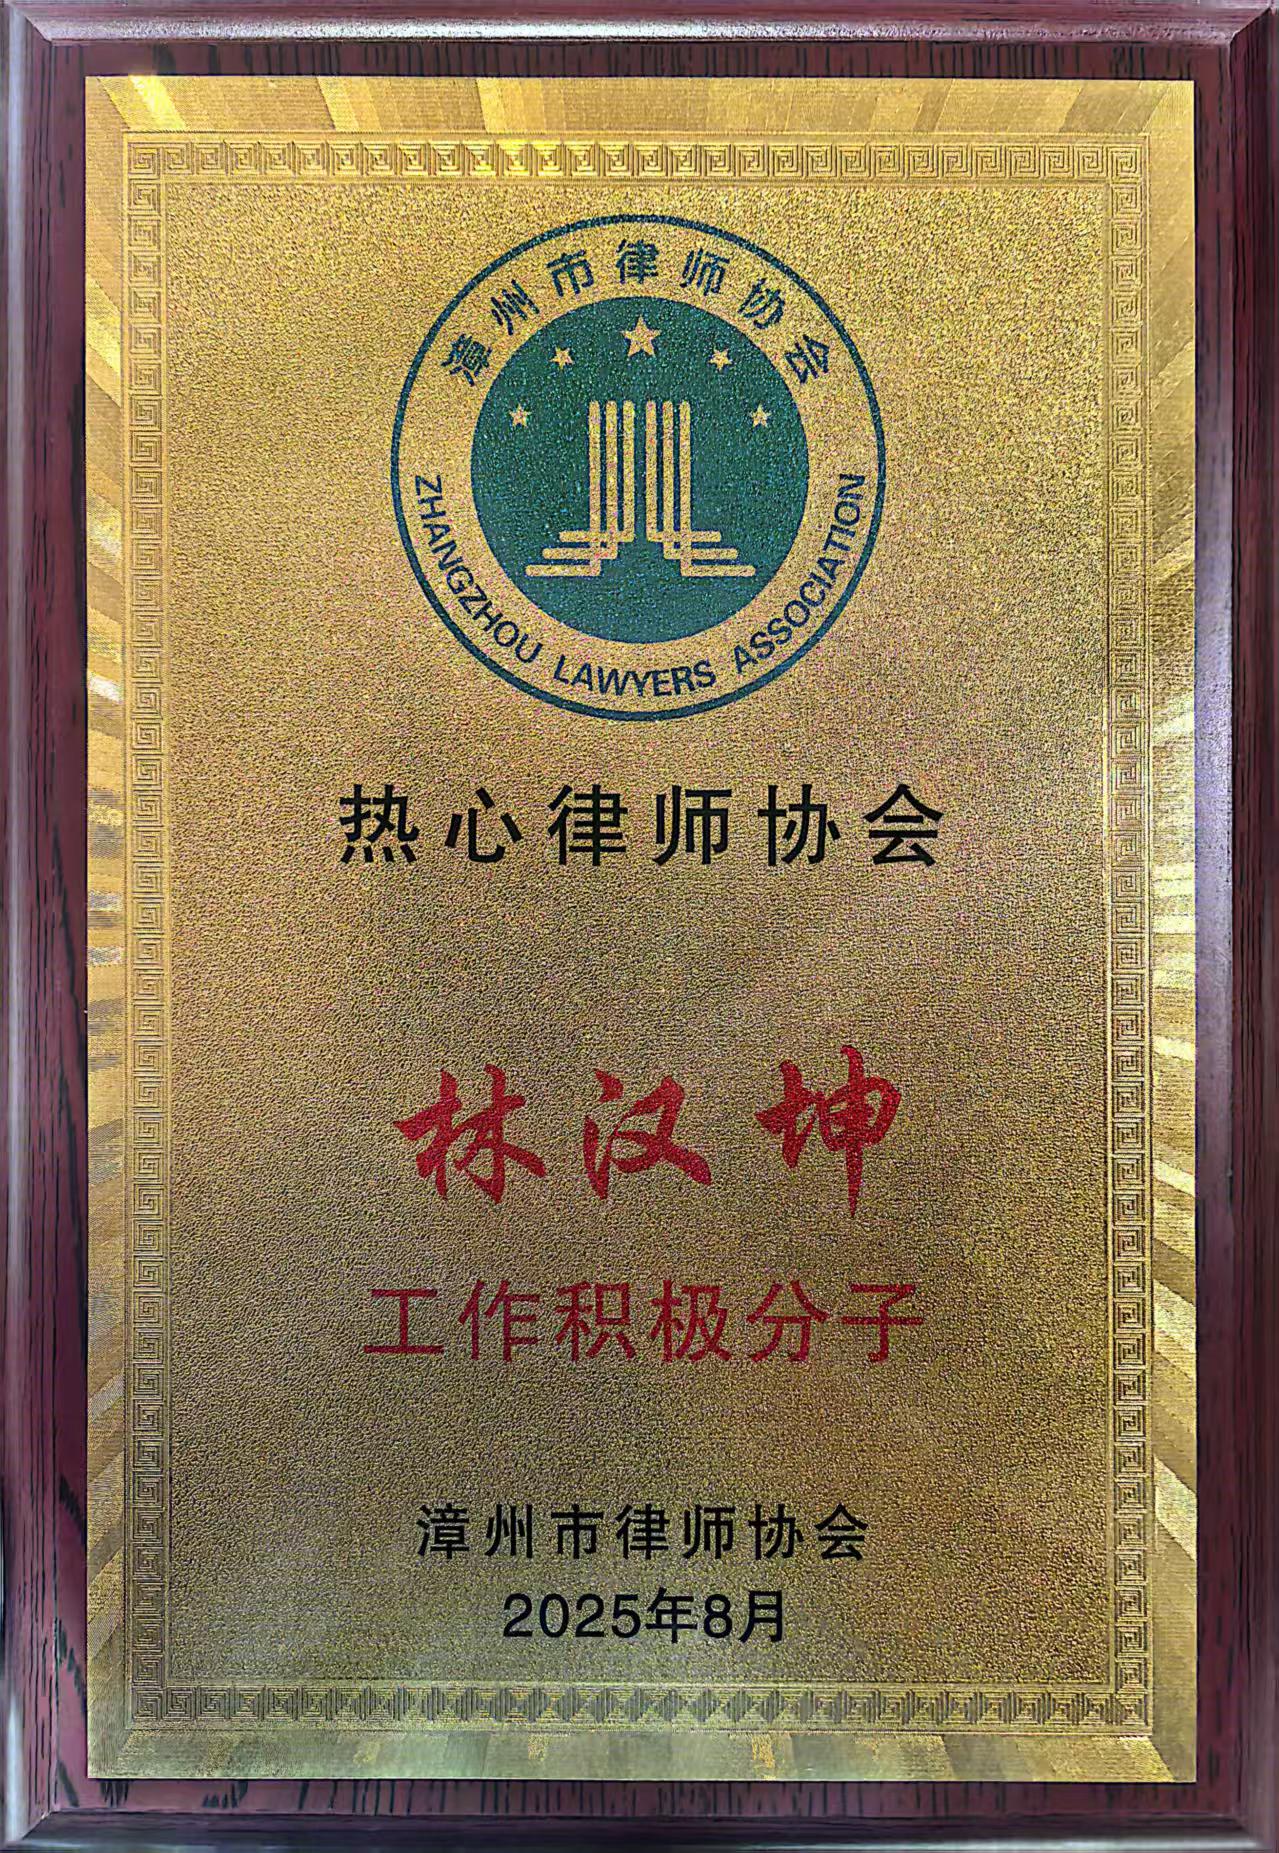 漳州市律师协会
ZHANGZHOU LAWYERS ASSOCIATION
热心律师协会
林汉坤
工作积极分子
漳州市律师协会
2025年8月